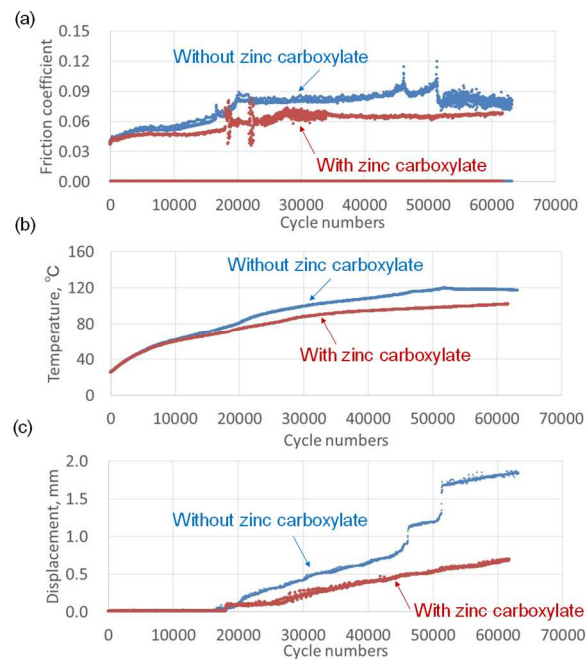 (a)
0.15
0.12
0.09
0.06
0.03
0.00
Friction coefficient
Without zinc carboxylate
With zinc carboxylate
0 10000 20000 30000 40000 50000 60000 70000
Cycle numbers
(b)
160
120
80
40
0
Temperature, °C
Without zinc carboxylate
With zinc carboxylate
0 10000 20000 30000 40000 50000 60000 70000
Cycle numbers
(c)
2.0
1.5
1.0
0.5
0.0
Displacement, mm
Without zinc carboxylate
With zinc carboxylate
0 10000 20000 30000 40000 50000 60000 70000
Cycle numbers